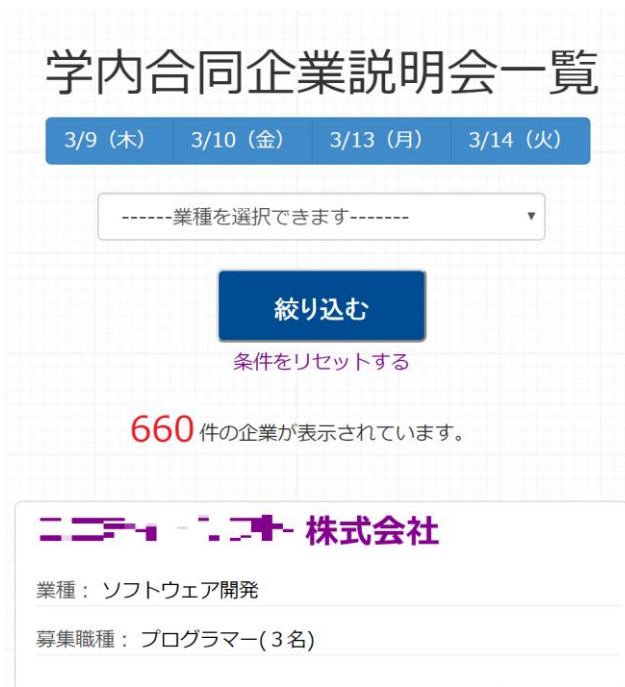 学内合同企業説明会一覧
3/9（木） 3/10（金） 3/13（月） 3/14（火）
------業種を選択できます-------
絞り込む
条件をリセットする
660 件の企業が表示されています。
株式会社
業種： ソフトウェア開発
募集職種： プログラマー(３名)